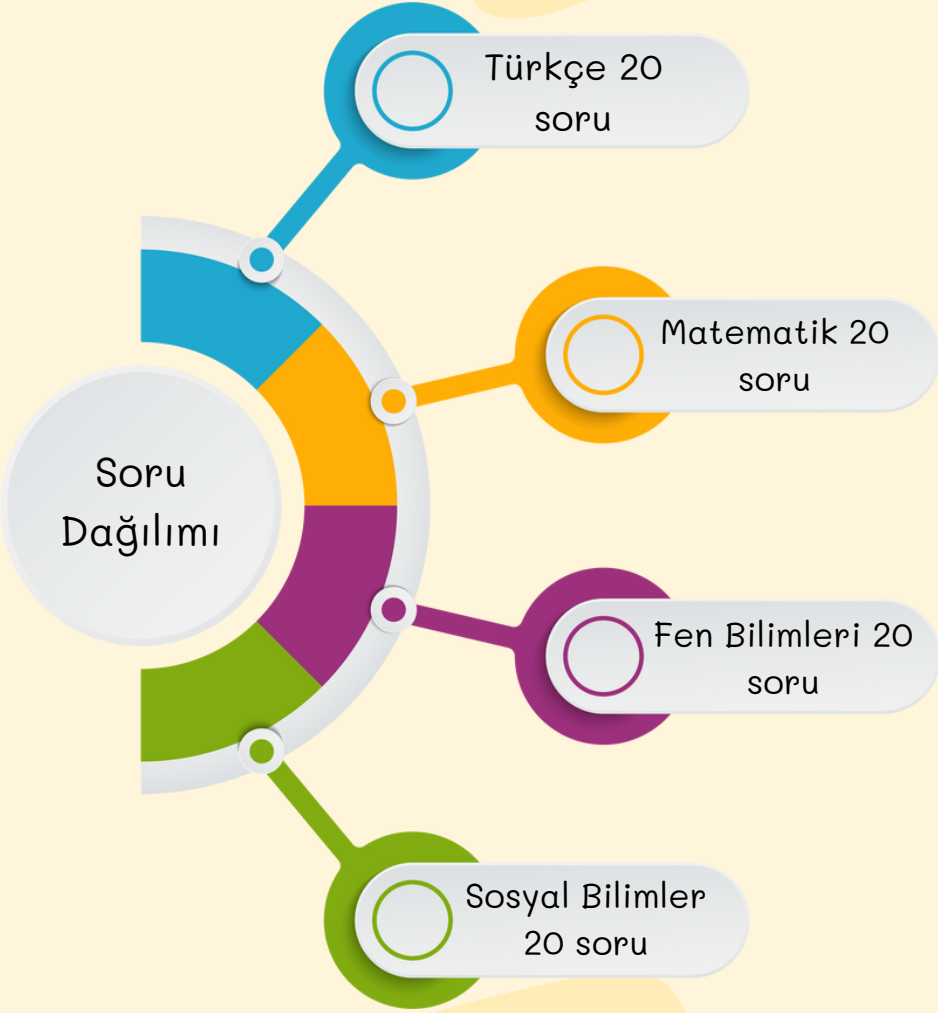 Türkçe 20
soru
Matematik 20
soru
Soru
Dağılımı
Fen Bilimleri 20
soru
Sosyal Bilimler
20 soru